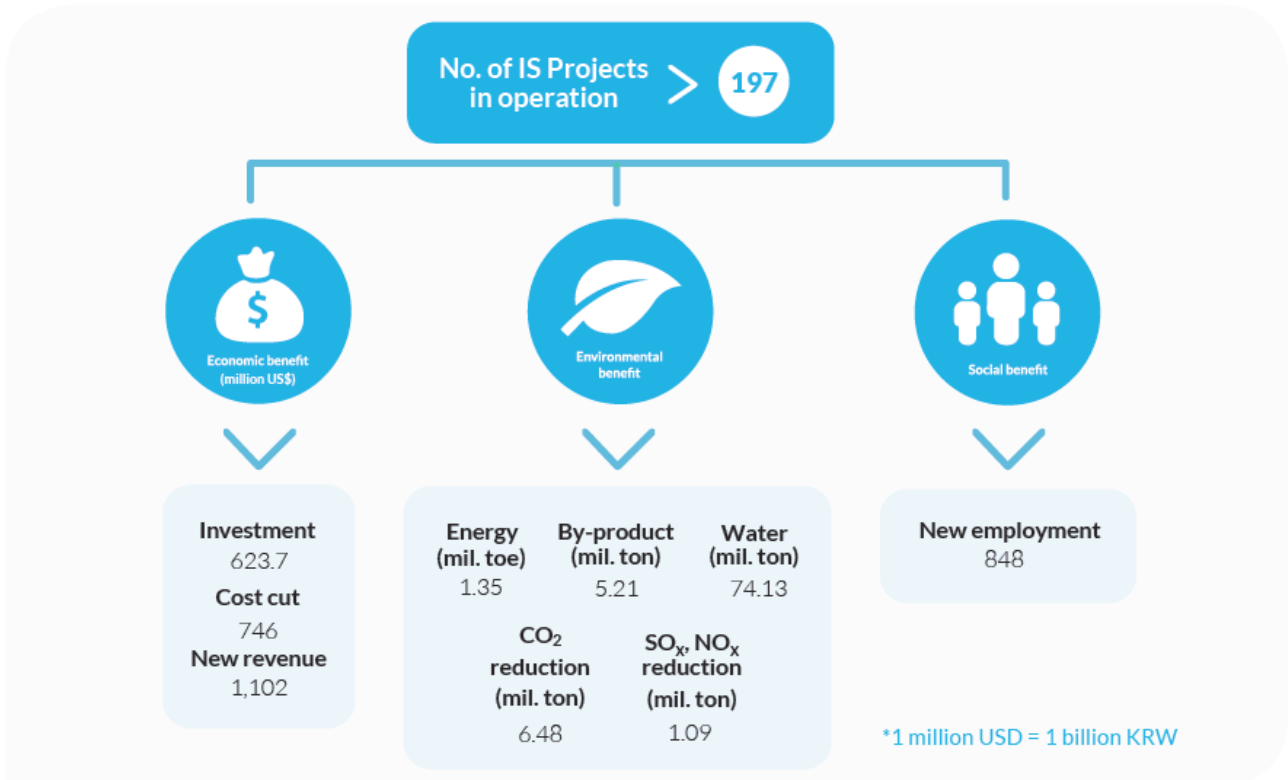 No. of IS Projects
in operation
197
$
Economic benefit
(million US$)
Environmental
benefit
Social benefit
Investment
623.7
Cost cut
746
New revenue
1,102
Energy
(mil. toe)
1.35
By-product
(mil. ton)
5.21
Water
(mil. ton)
74.13
CO₂
reduction
(mil. ton)
6.48
SOₓ, NOₓ
reduction
(mil. ton)
1.09
New employment
848
*1 million USD = 1 billion KRW